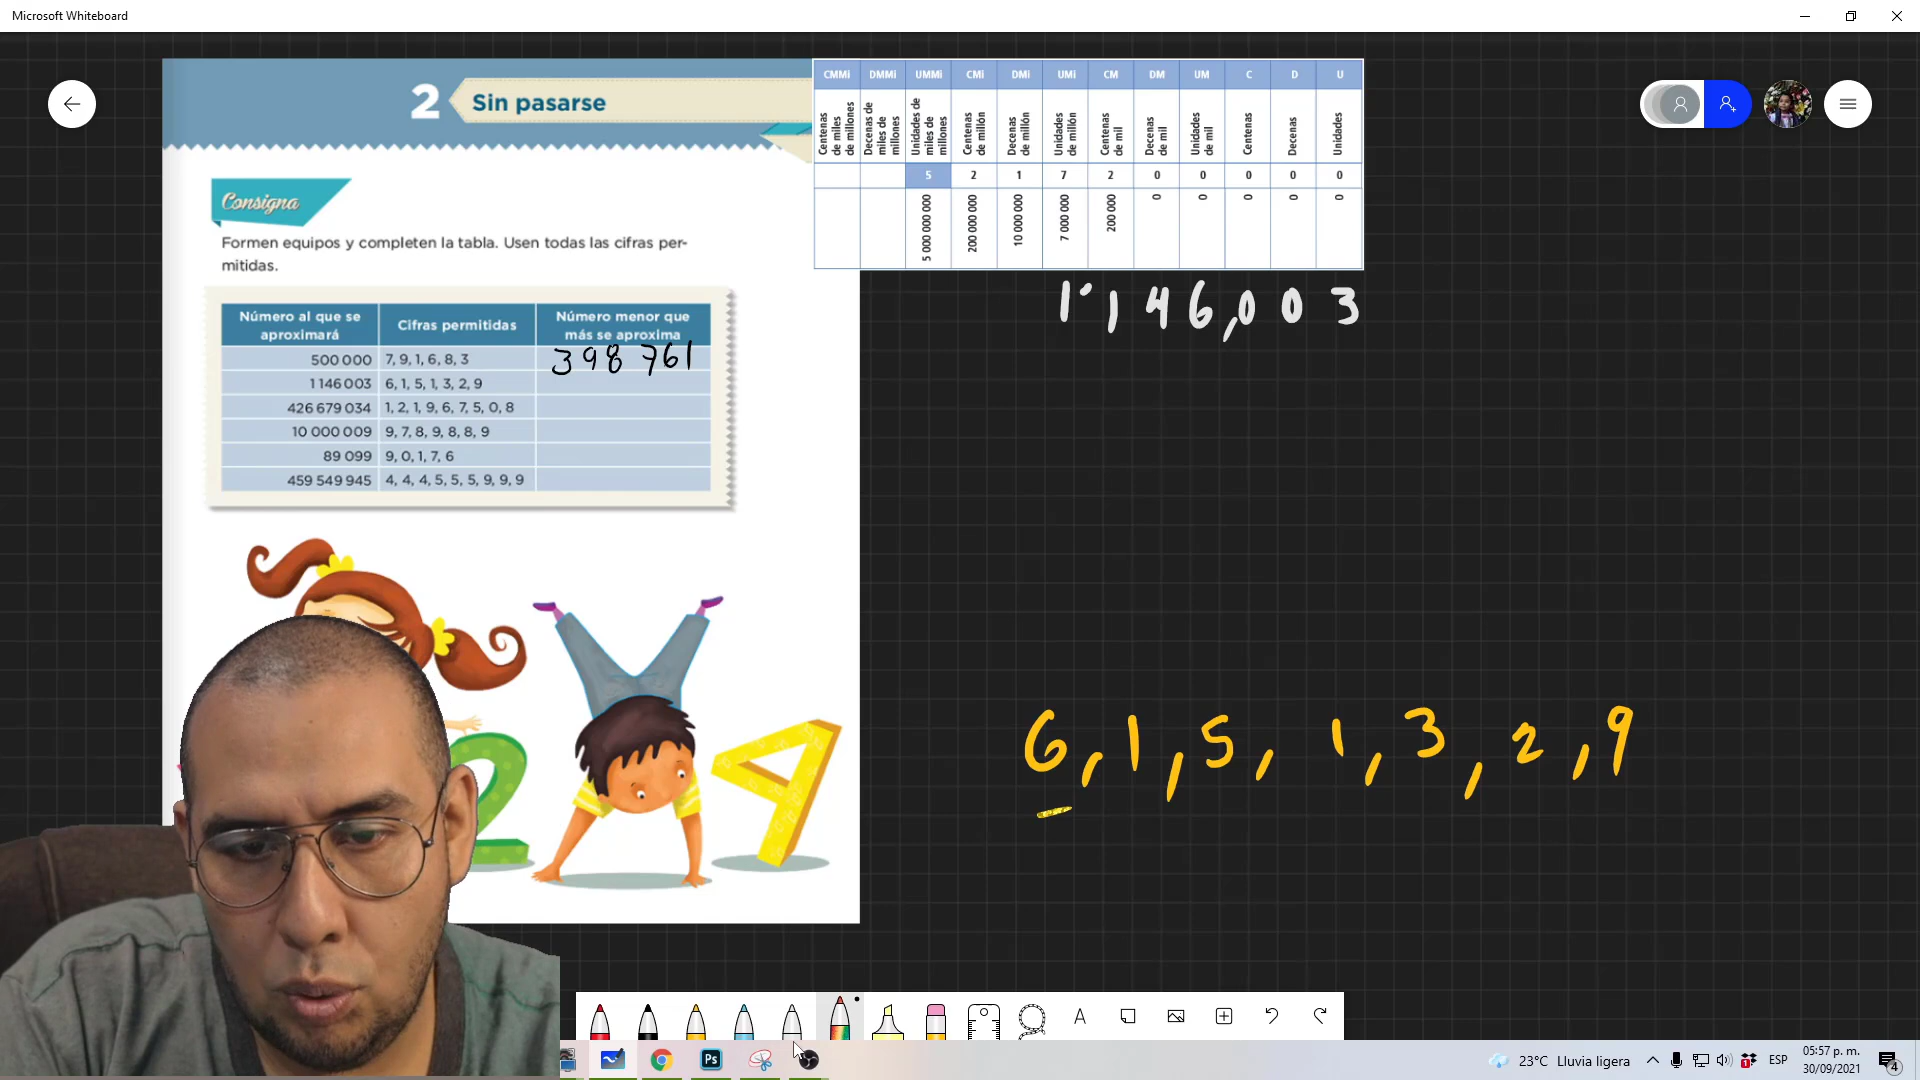 Microsoft Whiteboard
2 Sin pasarse
Consigna
Formen equipos y completen la tabla. Usen todas las cifras per-
mitidas.
Número al que se aproximará | Cifras permitidas | Número menor que más se aproxima
500 000 | 7, 9, 1, 6, 8, 3 | 398 761
1 146 003 | 6, 1, 5, 1, 3, 2, 9
426 679 034 | 1, 2, 1, 9, 6, 7, 5, 0, 8
10 000 009 | 9, 7, 8, 9, 8, 8, 9
89 099 | 9, 0, 1, 7, 6
459 549 945 | 4, 4, 4, 5, 5, 5, 9, 9, 9
CMMi DMMi UMMi CMi DMi UMi CM DM UM C D U
Centenas de miles de millones
Decenas de miles de millones
Unidades de miles de millones
Centenas de millón
Decenas de millón
Unidades de millón
Centenas de mil
Decenas de mil
Unidades de mil
Centenas
Decenas
Unidades
5 2 1 7 2 0 0 0 0 0
5 000 000 000
200 000 000
10 000 000
7 000 000
200 000
0
0
0
0
0
1'146,003
6, 1, 5, 1, 3, 2, 9
2
4
A
Ps
23°C Lluvia ligera
ESP
05:57 p. m.
30/09/2021
4